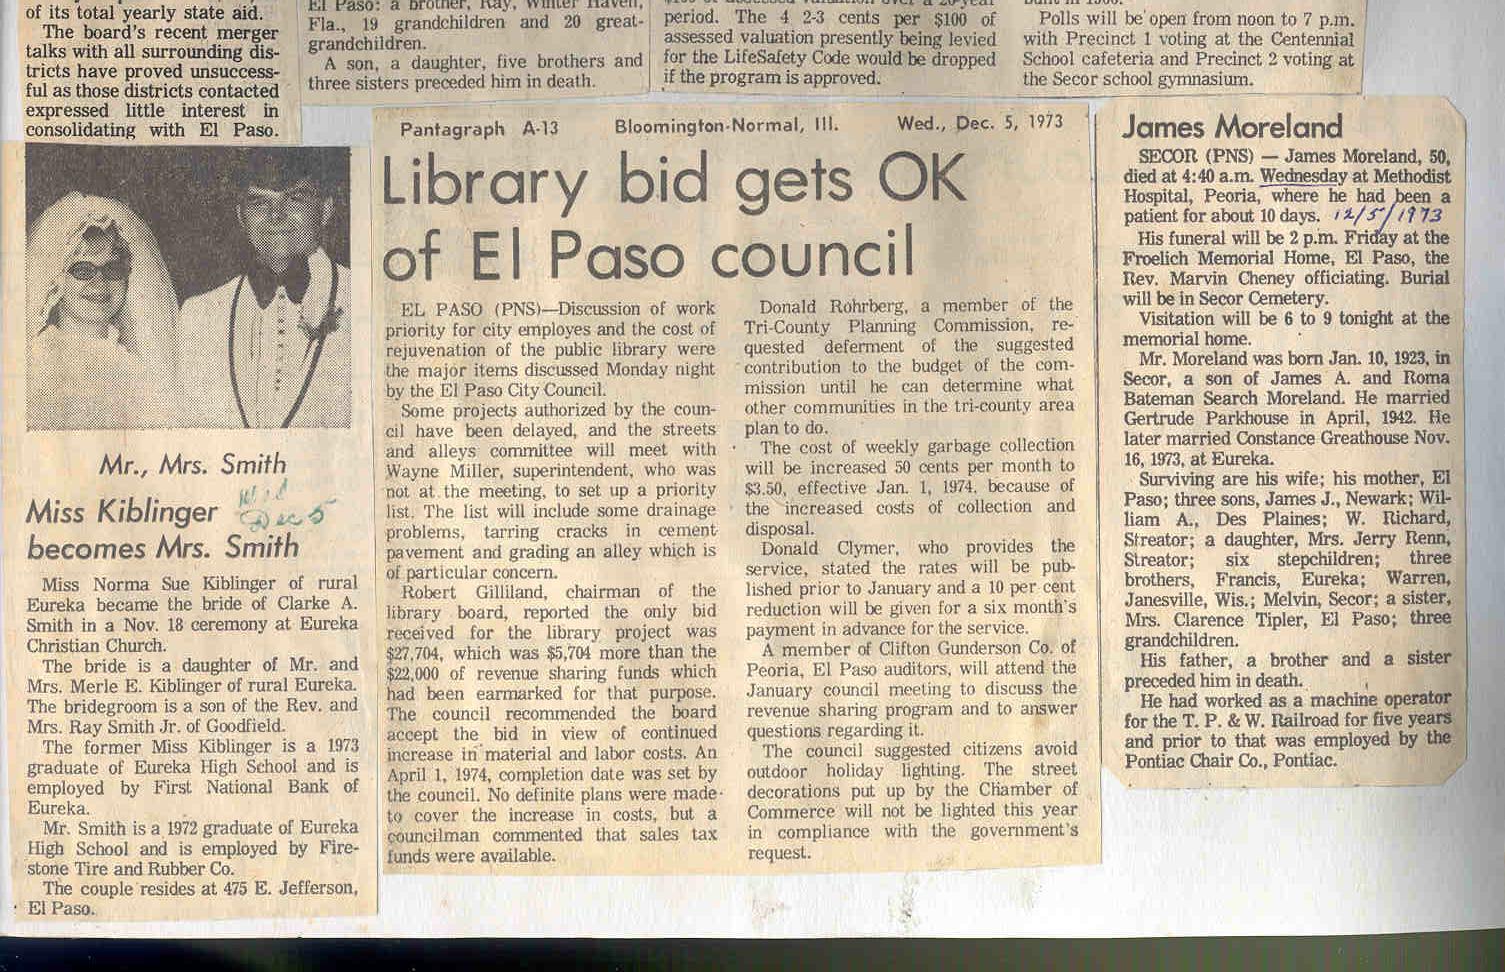 of its total yearly state aid.
The board's recent merger
talks with all surrounding dis-
tricts have proved unsuccess-
ful as those districts contacted
expressed little interest in
consolidating with El Paso.
El Paso: a brother, Ray, Winter Haven,
Fla., 19 grandchildren and 20 great-
grandchildren.
A son, a daughter, five brothers and
three sisters preceded him in death.
period. The 4 2-3 cents per $100 of
assessed valuation presently being levied
for the LifeSafety Code would be dropped
if the program is approved.
Polls will be open from noon to 7 p.m.
with Precinct 1 voting at the Centennial
School cafeteria and Precinct 2 voting at
the Secor school gymnasium.
Mr., Mrs. Smith
Miss Kiblinger
becomes Mrs. Smith
Wed
Dec 5
Miss Norma Sue Kiblinger of rural
Eureka became the bride of Clarke A.
Smith in a Nov. 18 ceremony at Eureka
Christian Church.
The bride is a daughter of Mr. and
Mrs. Merle E. Kiblinger of rural Eureka.
The bridegroom is a son of the Rev. and
Mrs. Ray Smith Jr. of Goodfield.
The former Miss Kiblinger is a 1973
graduate of Eureka High School and is
employed by First National Bank of
Eureka.
Mr. Smith is a 1972 graduate of Eureka
High School and is employed by Fire-
stone Tire and Rubber Co.
The couple resides at 475 E. Jefferson,
El Paso.
Pantagraph A-13 Bloomington-Normal, Ill. Wed., Dec. 5, 1973
Library bid gets OK
of El Paso council
EL PASO (PNS)—Discussion of work
priority for city employes and the cost of
rejuvenation of the public library were
the major items discussed Monday night
by the El Paso City Council.
Some projects authorized by the coun-
cil have been delayed, and the streets
and alleys committee will meet with
Wayne Miller, superintendent, who was
not at the meeting, to set up a priority
list. The list will include some drainage
problems, tarring cracks in cement
pavement and grading an alley which is
of particular concern.
Robert Gilliland, chairman of the
library board, reported the only bid
received for the library project was
$27,704, which was $5,704 more than the
$22,000 of revenue sharing funds which
had been earmarked for that purpose.
The council recommended the board
accept the bid in view of continued
increase in material and labor costs. An
April 1, 1974, completion date was set by
the council. No definite plans were made
to cover the increase in costs, but a
councilman commented that sales tax
funds were available.
Donald Rohrberg, a member of the
Tri-County Planning Commission, re-
quested deferment of the suggested
contribution to the budget of the com-
mission until he can determine what
other communities in the tri-county area
plan to do.
The cost of weekly garbage collection
will be increased 50 cents per month to
$3.50, effective Jan. 1, 1974, because of
the increased costs of collection and
disposal.
Donald Clymer, who provides the
service, stated the rates will be pub-
lished prior to January and a 10 per cent
reduction will be given for a six month's
payment in advance for the service.
A member of Clifton Gunderson Co. of
Peoria, El Paso auditors, will attend the
January council meeting to discuss the
revenue sharing program and to answer
questions regarding it.
The council suggested citizens avoid
outdoor holiday lighting. The street
decorations put up by the Chamber of
Commerce will not be lighted this year
in compliance with the government's
request.
James Moreland
SECOR (PNS) — James Moreland, 50,
died at 4:40 a.m. Wednesday at Methodist
Hospital, Peoria, where he had been a
patient for about 10 days. 12/5/1973
His funeral will be 2 p.m. Friday at the
Froelich Memorial Home, El Paso, the
Rev. Marvin Cheney officiating. Burial
will be in Secor Cemetery.
Visitation will be 6 to 9 tonight at the
memorial home.
Mr. Moreland was born Jan. 10, 1923, in
Secor, a son of James A. and Roma
Bateman Search Moreland. He married
Gertrude Parkhouse in April, 1942. He
later married Constance Greathouse Nov.
16, 1973, at Eureka.
Surviving are his wife; his mother, El
Paso; three sons, James J., Newark; Wil-
liam A., Des Plaines; W. Richard,
Streator; a daughter, Mrs. Jerry Renn,
Streator; six stepchildren; three
brothers, Francis, Eureka; Warren,
Janesville, Wis.; Melvin, Secor; a sister,
Mrs. Clarence Tipler, El Paso; three
grandchildren.
His father, a brother and a sister
preceded him in death.
He had worked as a machine operator
for the T. P. & W. Railroad for five years
and prior to that was employed by the
Pontiac Chair Co., Pontiac.